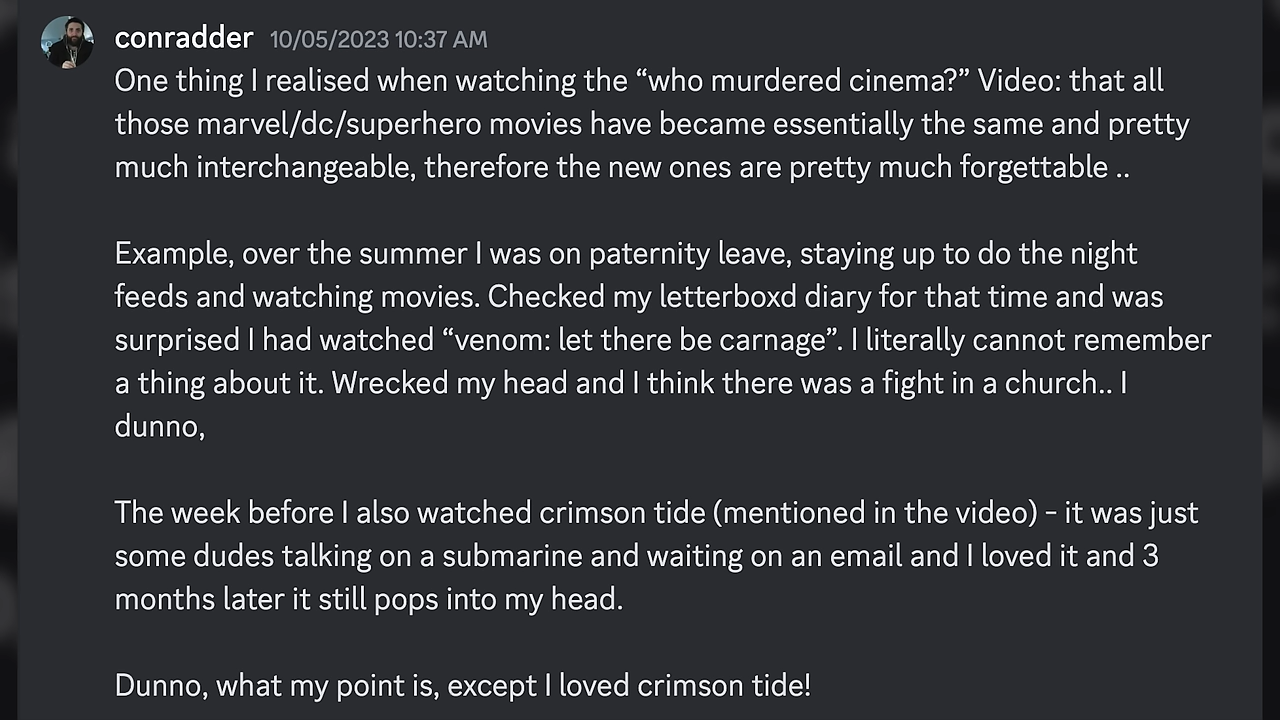 conradder 10/05/2023 10:37 AM
One thing I realised when watching the “who murdered cinema?” Video: that all
those marvel/dc/superhero movies have became essentially the same and pretty
much interchangeable, therefore the new ones are pretty much forgettable ..
Example, over the summer I was on paternity leave, staying up to do the night
feeds and watching movies. Checked my letterboxd diary for that time and was
surprised I had watched “venom: let there be carnage”. I literally cannot remember
a thing about it. Wrecked my head and I think there was a fight in a church.. I
dunno,
The week before I also watched crimson tide (mentioned in the video) - it was just
some dudes talking on a submarine and waiting on an email and I loved it and 3
months later it still pops into my head.
Dunno, what my point is, except I loved crimson tide!